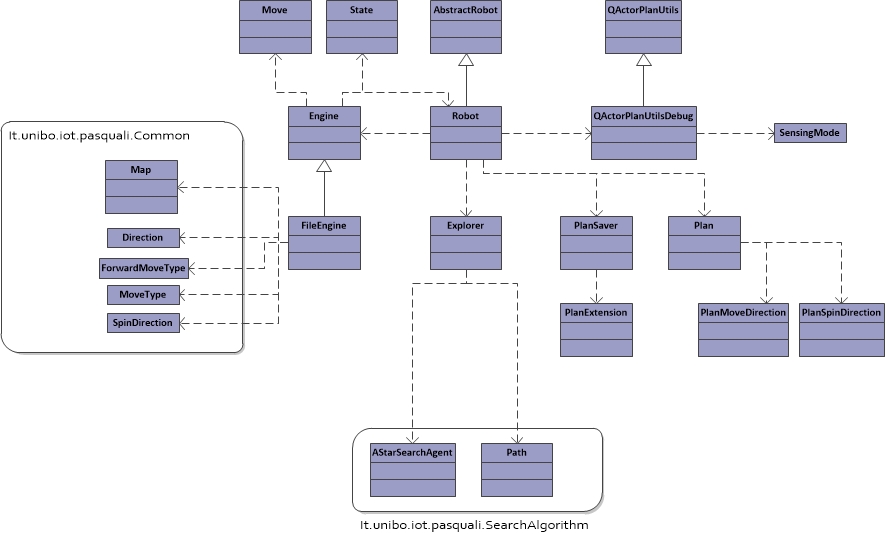 Move
State
AbstractRobot
QActorPlanUtils
Engine
Robot
QActorPlanUtilsDebug
SensingMode
It.unibo.iot.pasquali.Common
Map
Direction
ForwardMoveType
MoveType
SpinDirection
FileEngine
Explorer
PlanSaver
Plan
PlanExtension
PlanMoveDirection
PlanSpinDirection
AStarSearchAgent
Path
It.unibo.iot.pasquali.SearchAlgorithm